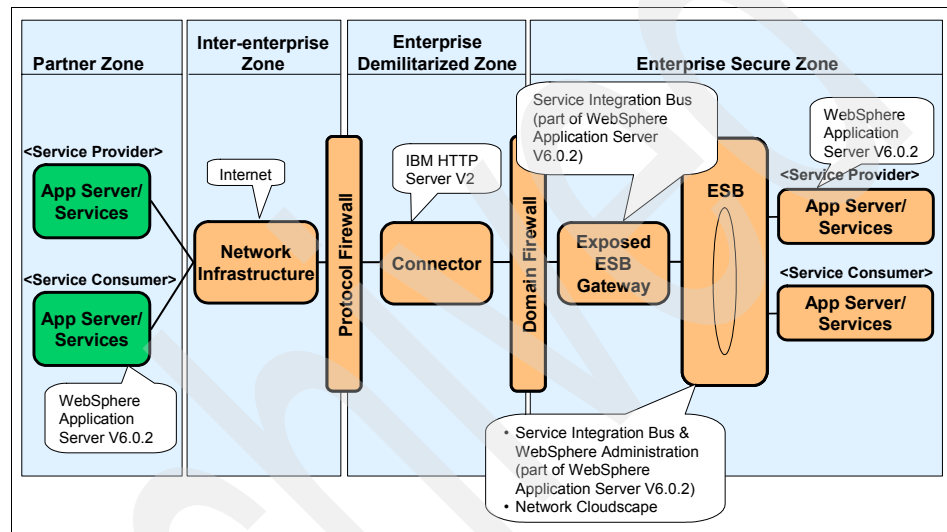 Partner Zone
Inter-enterprise
Zone
Enterprise
Demilitarized Zone
Enterprise Secure Zone
<Service Provider>
App Server/
Services
<Service Consumer>
App Server/
Services
WebSphere
Application
Server V6.0.2
Internet
Network
Infrastructure
Protocol Firewall
IBM HTTP
Server V2
Connector
Domain Firewall
Service Integration Bus
(part of WebSphere
Application Server
V6.0.2)
Exposed
ESB
Gateway
ESB
• Service Integration Bus &
WebSphere Administration
(part of WebSphere
Application Server V6.0.2)
• Network Cloudscape
WebSphere
Application
Server V6.0.2
<Service Provider>
App Server/
Services
<Service Consumer>
App Server/
Services